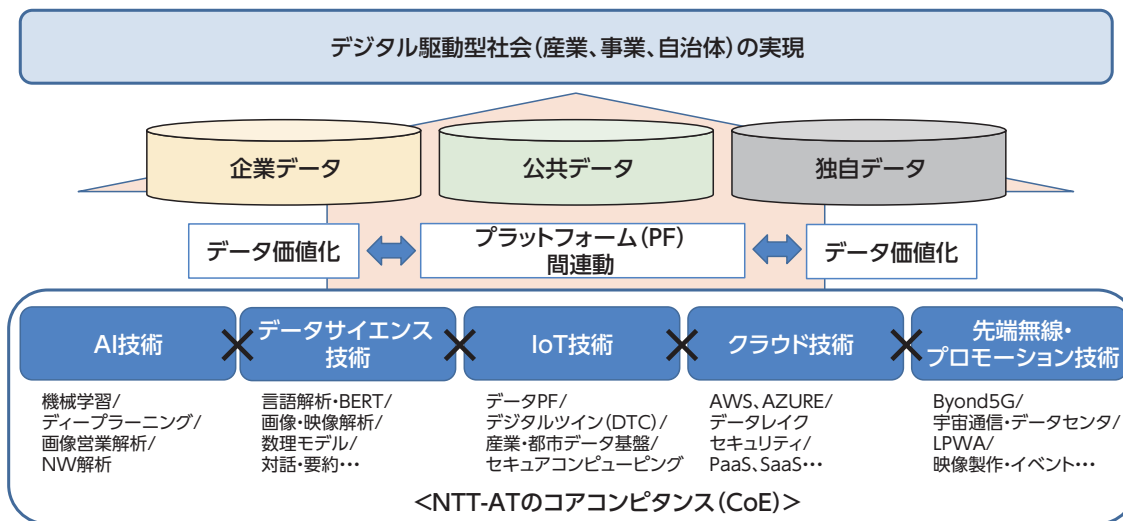 デジタル駆動型社会(産業、事業、自治体)の実現
企業データ
公共データ
独自データ
データ価値化
プラットフォーム(PF)
間連動
データ価値化
AI技術
データサイエンス
技術
IoT技術
クラウド技術
先端無線・
プロモーション技術
機械学習/
ディープラーニング/
画像営業解析/
NW解析
言語解析・BERT/
画像・映像解析/
数理モデル/
対話・要約・・・
データPF/
デジタルツイン(DTC)/
産業・都市データ基盤/
セキュアコンピューピング
AWS、AZURE/
データレイク
セキュリティ/
PaaS、SaaS・・・
Byond5G/
宇宙通信・データセンタ/
LPWA/
映像製作・イベント・・・
<NTT-ATのコアコンピタンス(CoE)>